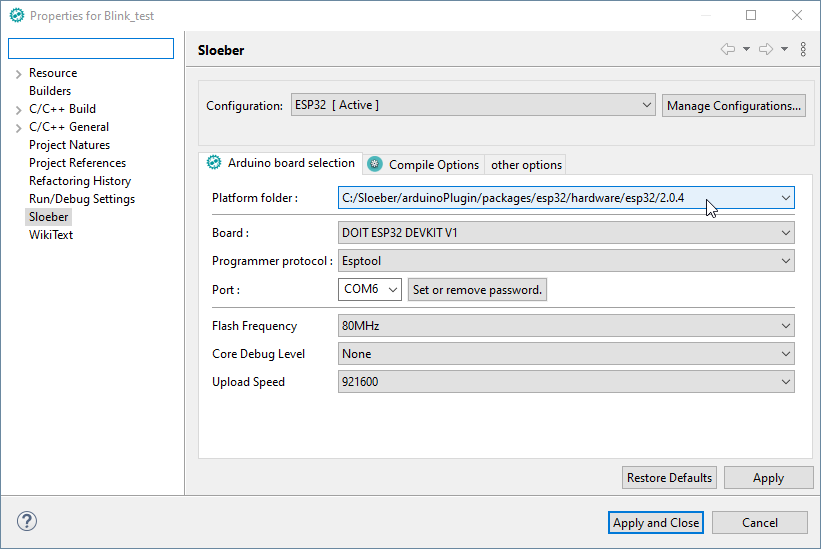 Properties for Blink_test
Resource
Builders
C/C++ Build
C/C++ General
Project Natures
Project References
Refactoring History
Run/Debug Settings
Sloeber
WikiText
Sloeber
Configuration: ESP32 [ Active ] Manage Configurations...
Arduino board selection Compile Options other options
Platform folder : C:/Sloeber/arduinoPlugin/packages/esp32/hardware/esp32/2.0.4
Board : DOIT ESP32 DEVKIT V1
Programmer protocol : Esptool
Port : COM6 Set or remove password.
Flash Frequency 80MHz
Core Debug Level None
Upload Speed 921600
Restore Defaults Apply
? Apply and Close Cancel